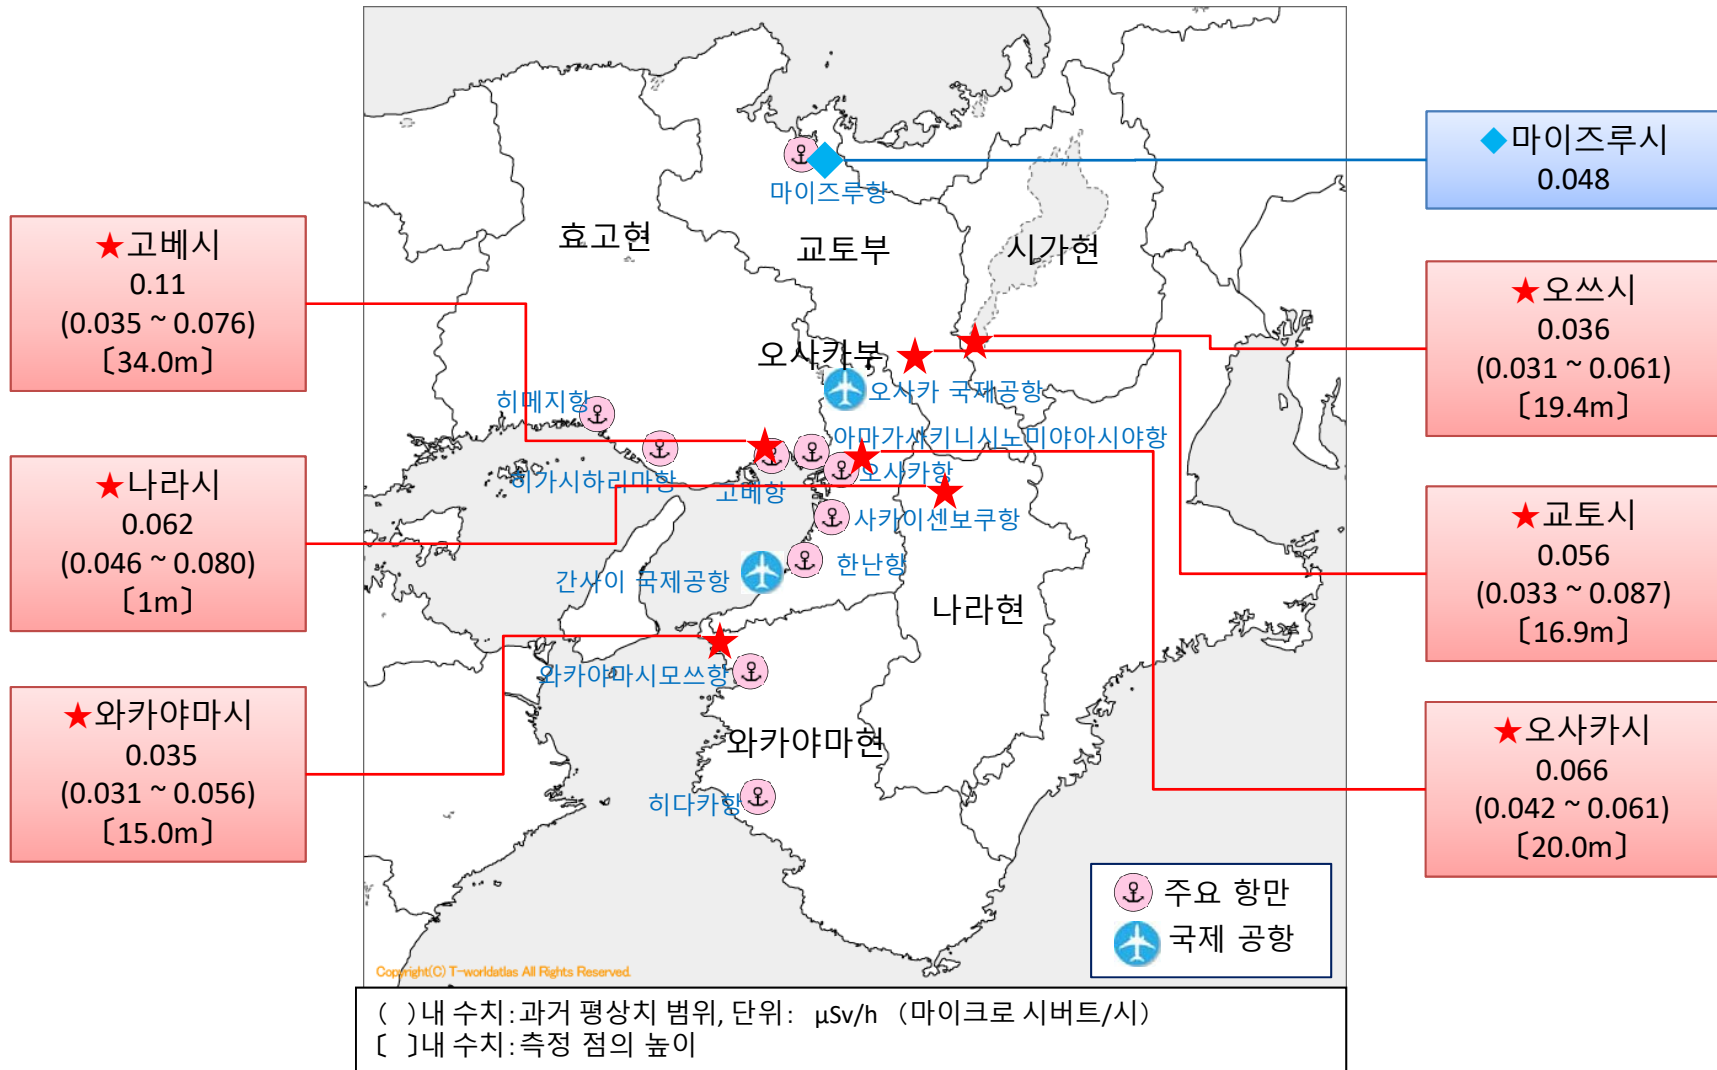 ◆마이즈루시
0.048
★고베시
0.11
(0.035 ~ 0.076)
〔34.0m〕
★나라시
0.062
(0.046 ~ 0.080)
〔1m〕
★와카야마시
0.035
(0.031 ~ 0.056)
〔15.0m〕
★오쓰시
0.036
(0.031 ~ 0.061)
〔19.4m〕
★교토시
0.056
(0.033 ~ 0.087)
〔16.9m〕
★오사카시
0.066
(0.042 ~ 0.061)
〔20.0m〕
마이즈루항
효고현
교토부
시가현
오사카부
오사카 국제공항
히메지항
아마가사키니시노미야아시야항
히가시하리마항
고베항
오사카항
사카이센보쿠항
한난항
간사이 국제공항
나라현
와카야마시모쓰항
와카야마현
히다카항
주요 항만
국제 공항
Copyright(C) T-worldatlas All Rights Reserved.
( )내 수치:과거 평상치 범위, 단위: μSv/h (마이크로 시버트/시)
〔 〕내 수치:측정 점의 높이